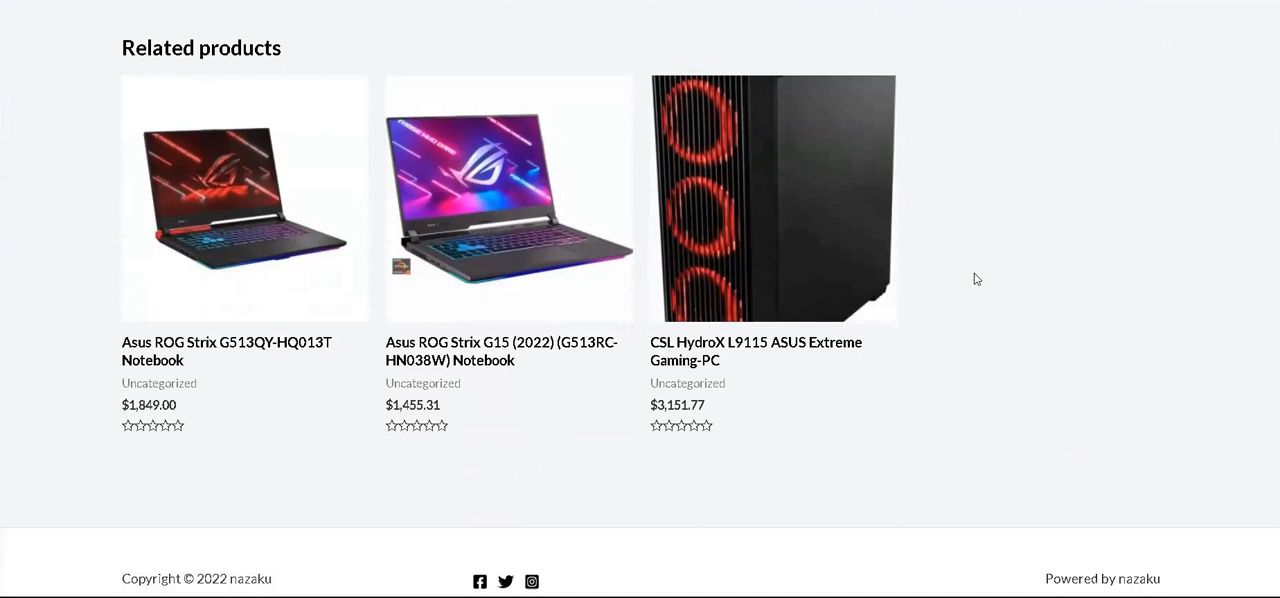 Related products
Asus ROG Strix G513QY-HQ013T
Notebook
Uncategorized
$1,849.00
Asus ROG Strix G15 (2022) (G513RC-
HN038W) Notebook
Uncategorized
$1,455.31
CSL HydroX L9115 ASUS Extreme
Gaming-PC
Uncategorized
$3,151.77
Copyright © 2022 nazaku
Powered by nazaku